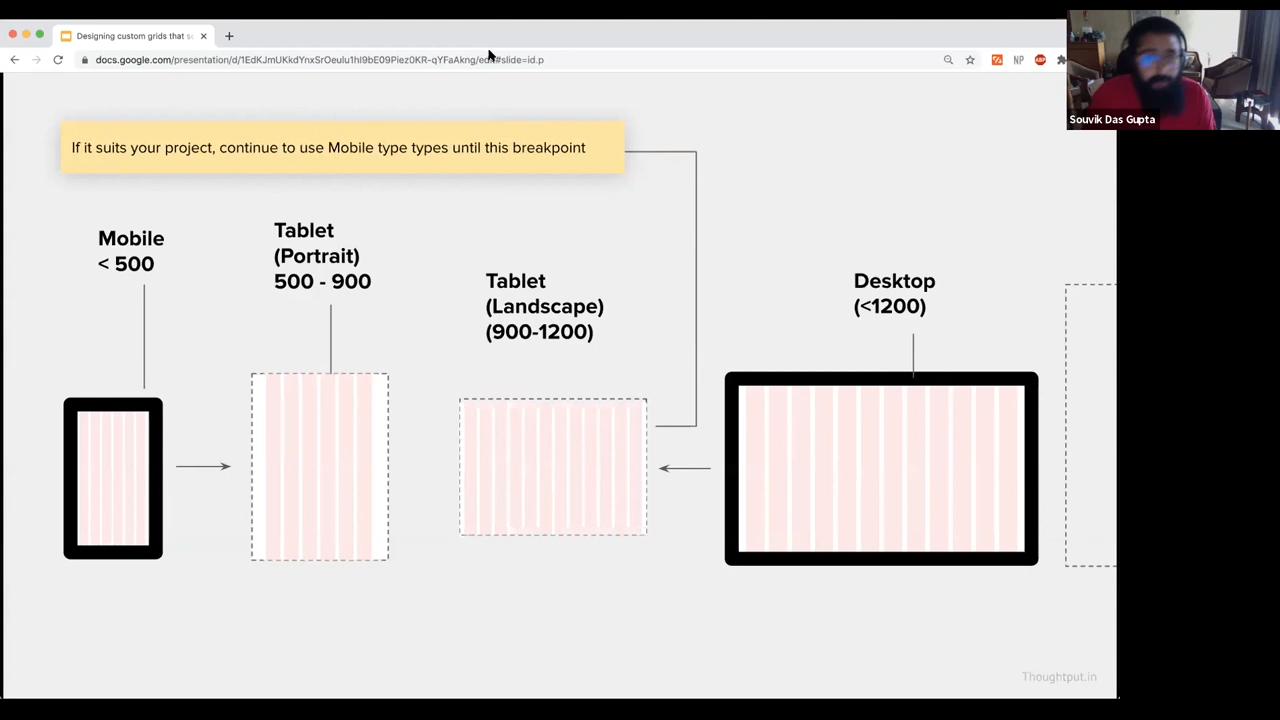 Designing custom grids that sc
docs.google.com/presentation/d/1EdKJmUKkdYnxSrOeulu1hI9bE09Piez0KR-qYFaAkng/edit#slide=id.p
NP
ABP
Souvik Das Gupta
If it suits your project, continue to use Mobile type types until this breakpoint
Mobile
< 500
Tablet
(Portrait)
500 - 900
Tablet
(Landscape)
(900-1200)
Desktop
(<1200)
Thoughtput.in